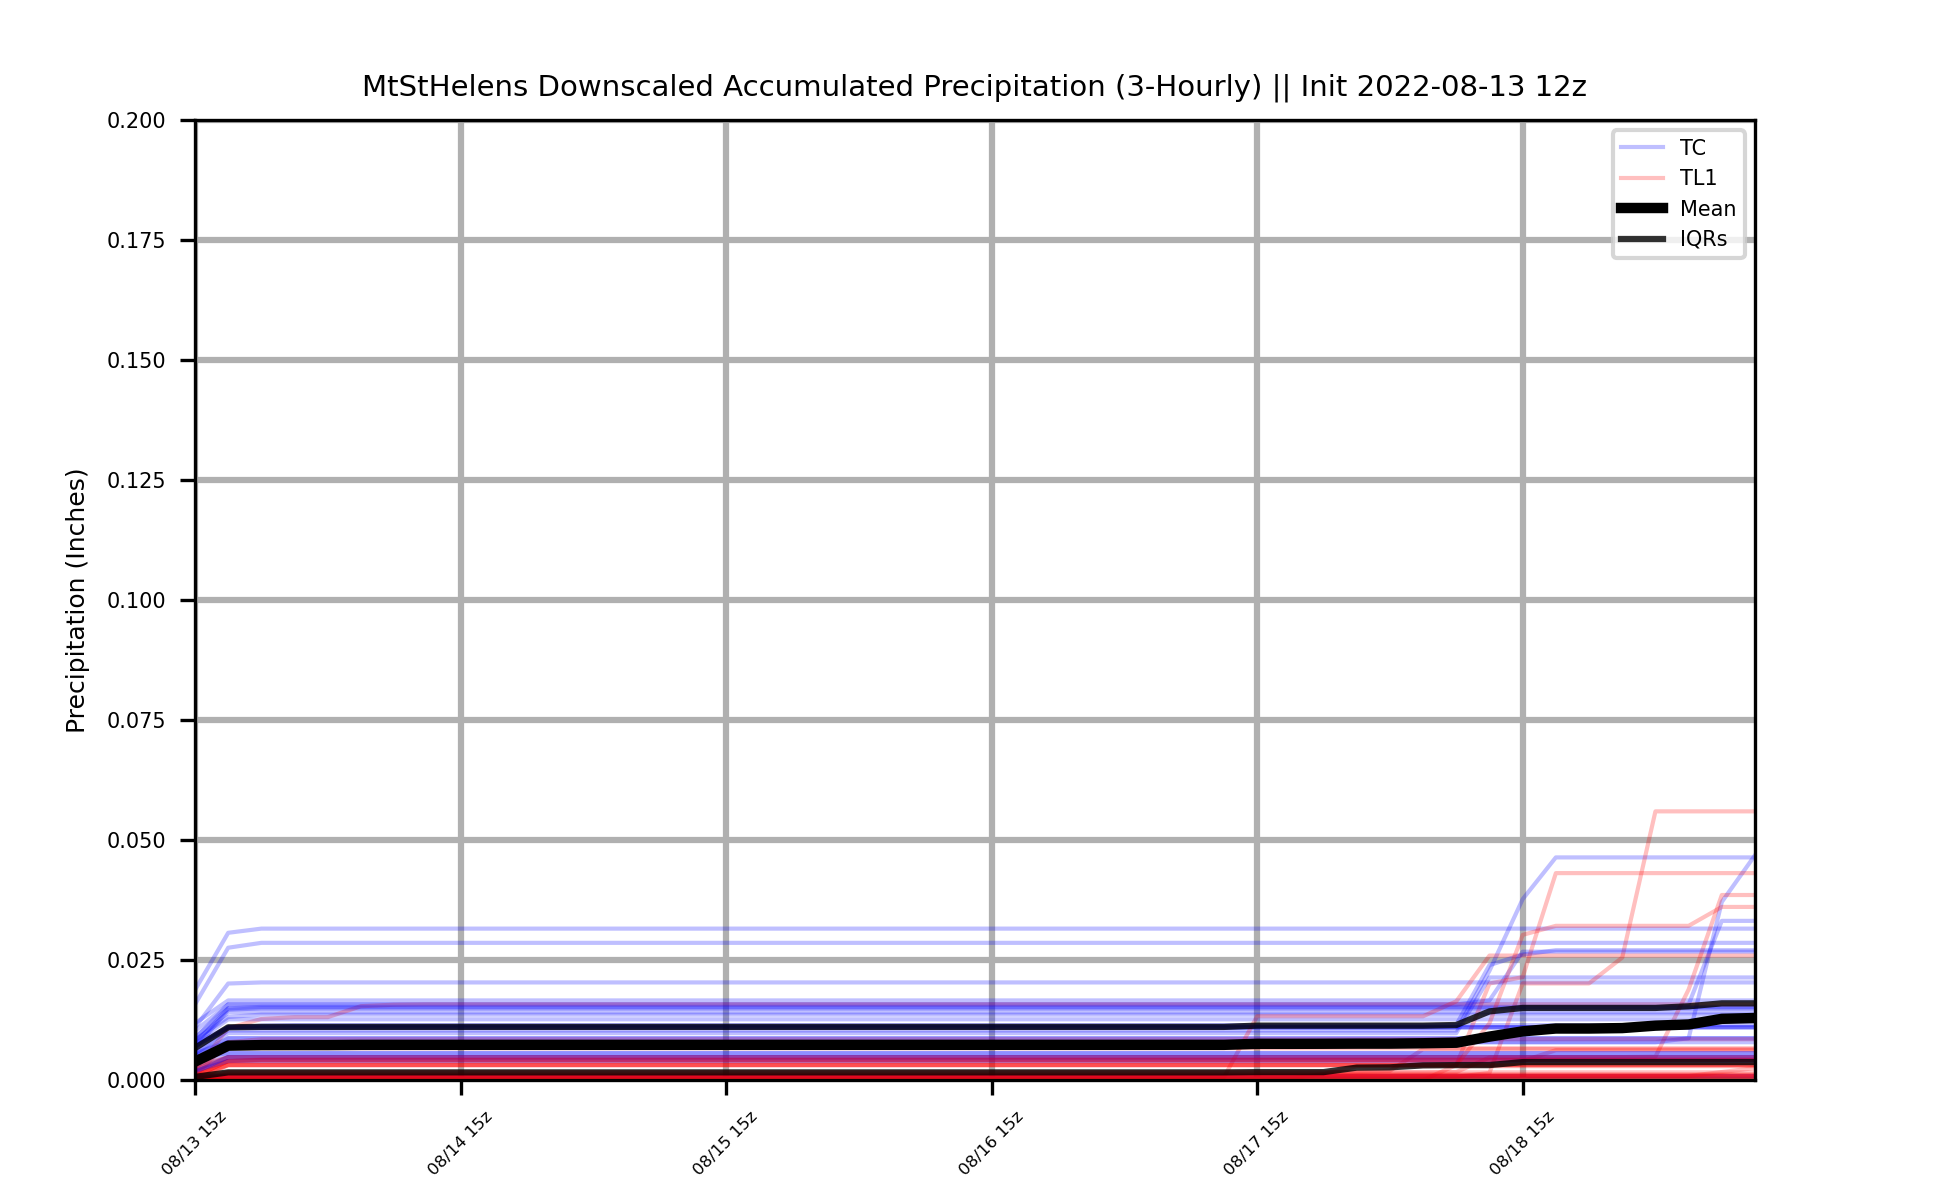 MtStHelens Downscaled Accumulated Precipitation (3-Hourly) || Init 2022-08-13 12z
TC
TL1
Mean
IQRs
Precipitation (Inches)
0.200
0.175
0.150
0.125
0.100
0.075
0.050
0.025
0.000
08/13 15z
08/14 15z
08/15 15z
08/16 15z
08/17 15z
08/18 15z